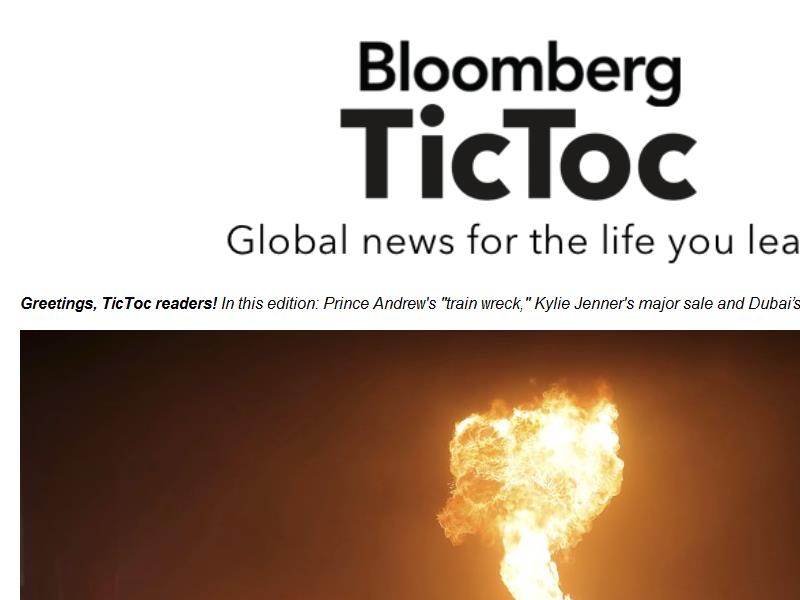 Bloomberg
TicToc
Global news for the life you lea
Greetings, TicToc readers! In this edition: Prince Andrew's "train wreck," Kylie Jenner's major sale and Dubai's